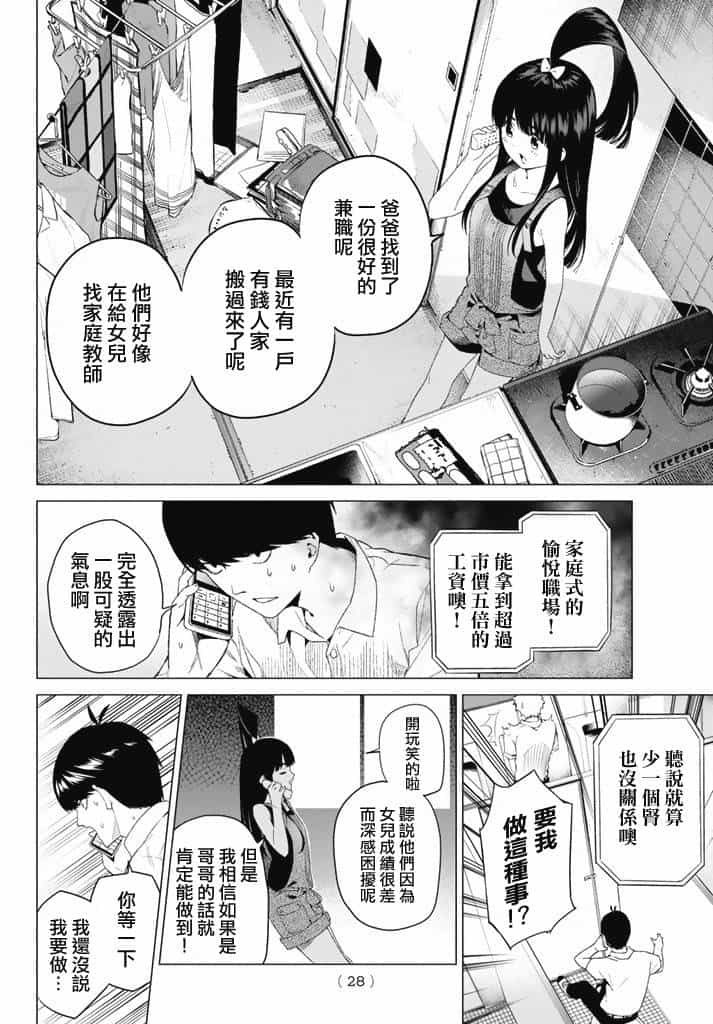 爸爸找到了
一份很好的
兼職呢
最近有一戶
有錢人家
搬過來了呢
他們好像
在給女兒
找家庭教師
家庭式的
愉悅職場！
能拿到超過
市價五倍的
工資噢！
完全透露出
一股可疑的
氣息啊
聽說就算
少一個腎
也沒關係噢
要我
做這種事！？
開玩笑的啦
聽說他們因為
女兒成績很差
而深感困擾呢
但是
我相信如果是
哥哥的話就
肯定能做到！
你等一下
我還沒說
我要做…
（28）